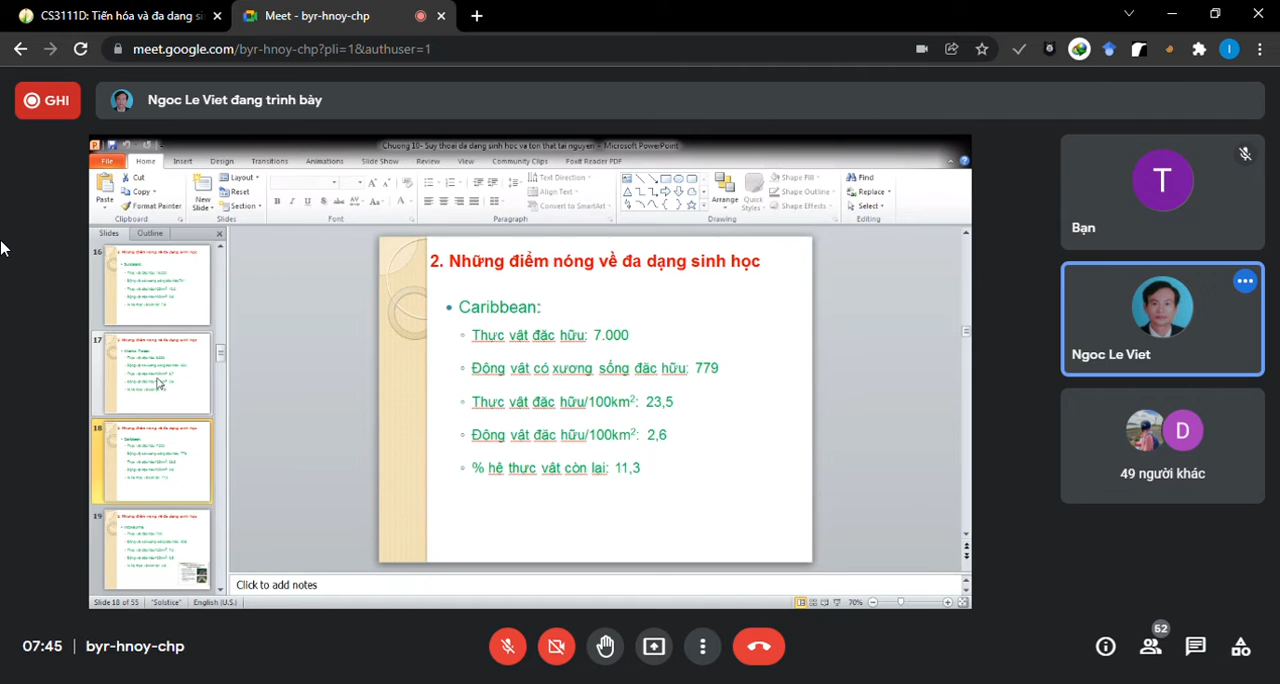 CS3111D: Tiến hóa và đa dạng si
Meet - byr-hnoy-chp
meet.google.com/byr-hnoy-chp?pli=1&authuser=1
GHI
Ngoc Le Viet đang trình bày
Chuong 10- Suy thoai da dang sinh hoc va ton that tai nguyen - Microsoft PowerPoint
File Home Insert Design Transitions Animations Slide Show Review View Community Clips Foxit Reader PDF
Paste
Cut
Copy
Format Painter
Clipboard
New Slide
Layout
Reset
Section
Slides
Font
Text Direction
Align Text
Convert to SmartArt
Paragraph
Arrange
Quick Styles
Shape Fill
Shape Outline
Shape Effects
Drawing
Find
Replace
Select
Editing
Slides Outline
16
17
18
19
2. Những điểm nóng về đa dạng sinh học
Caribbean:
Thực vật đặc hữu: 7.000
Động vật có xương sống đặc hữu: 779
Thực vật đặc hữu/100km²: 23,5
Động vật đặc hữu/100km²: 2,6
% hệ thực vật còn lại: 11,3
Click to add notes
Slide 18 of 55 "Solstice" English (U.S.) 70%
T
Bạn
Ngoc Le Viet
D
49 người khác
07:45 | byr-hnoy-chp
62